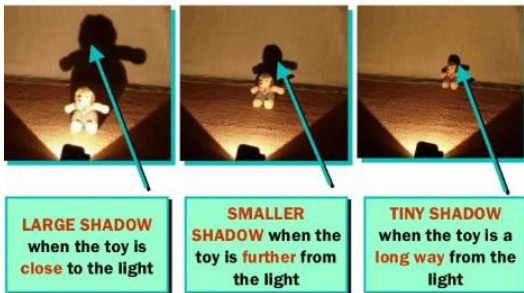 LARGE SHADOW
when the toy is
close to the light
SMALLER
SHADOW when the
toy is further from
the light
TINY SHADOW
when the toy is a
long way from the
light